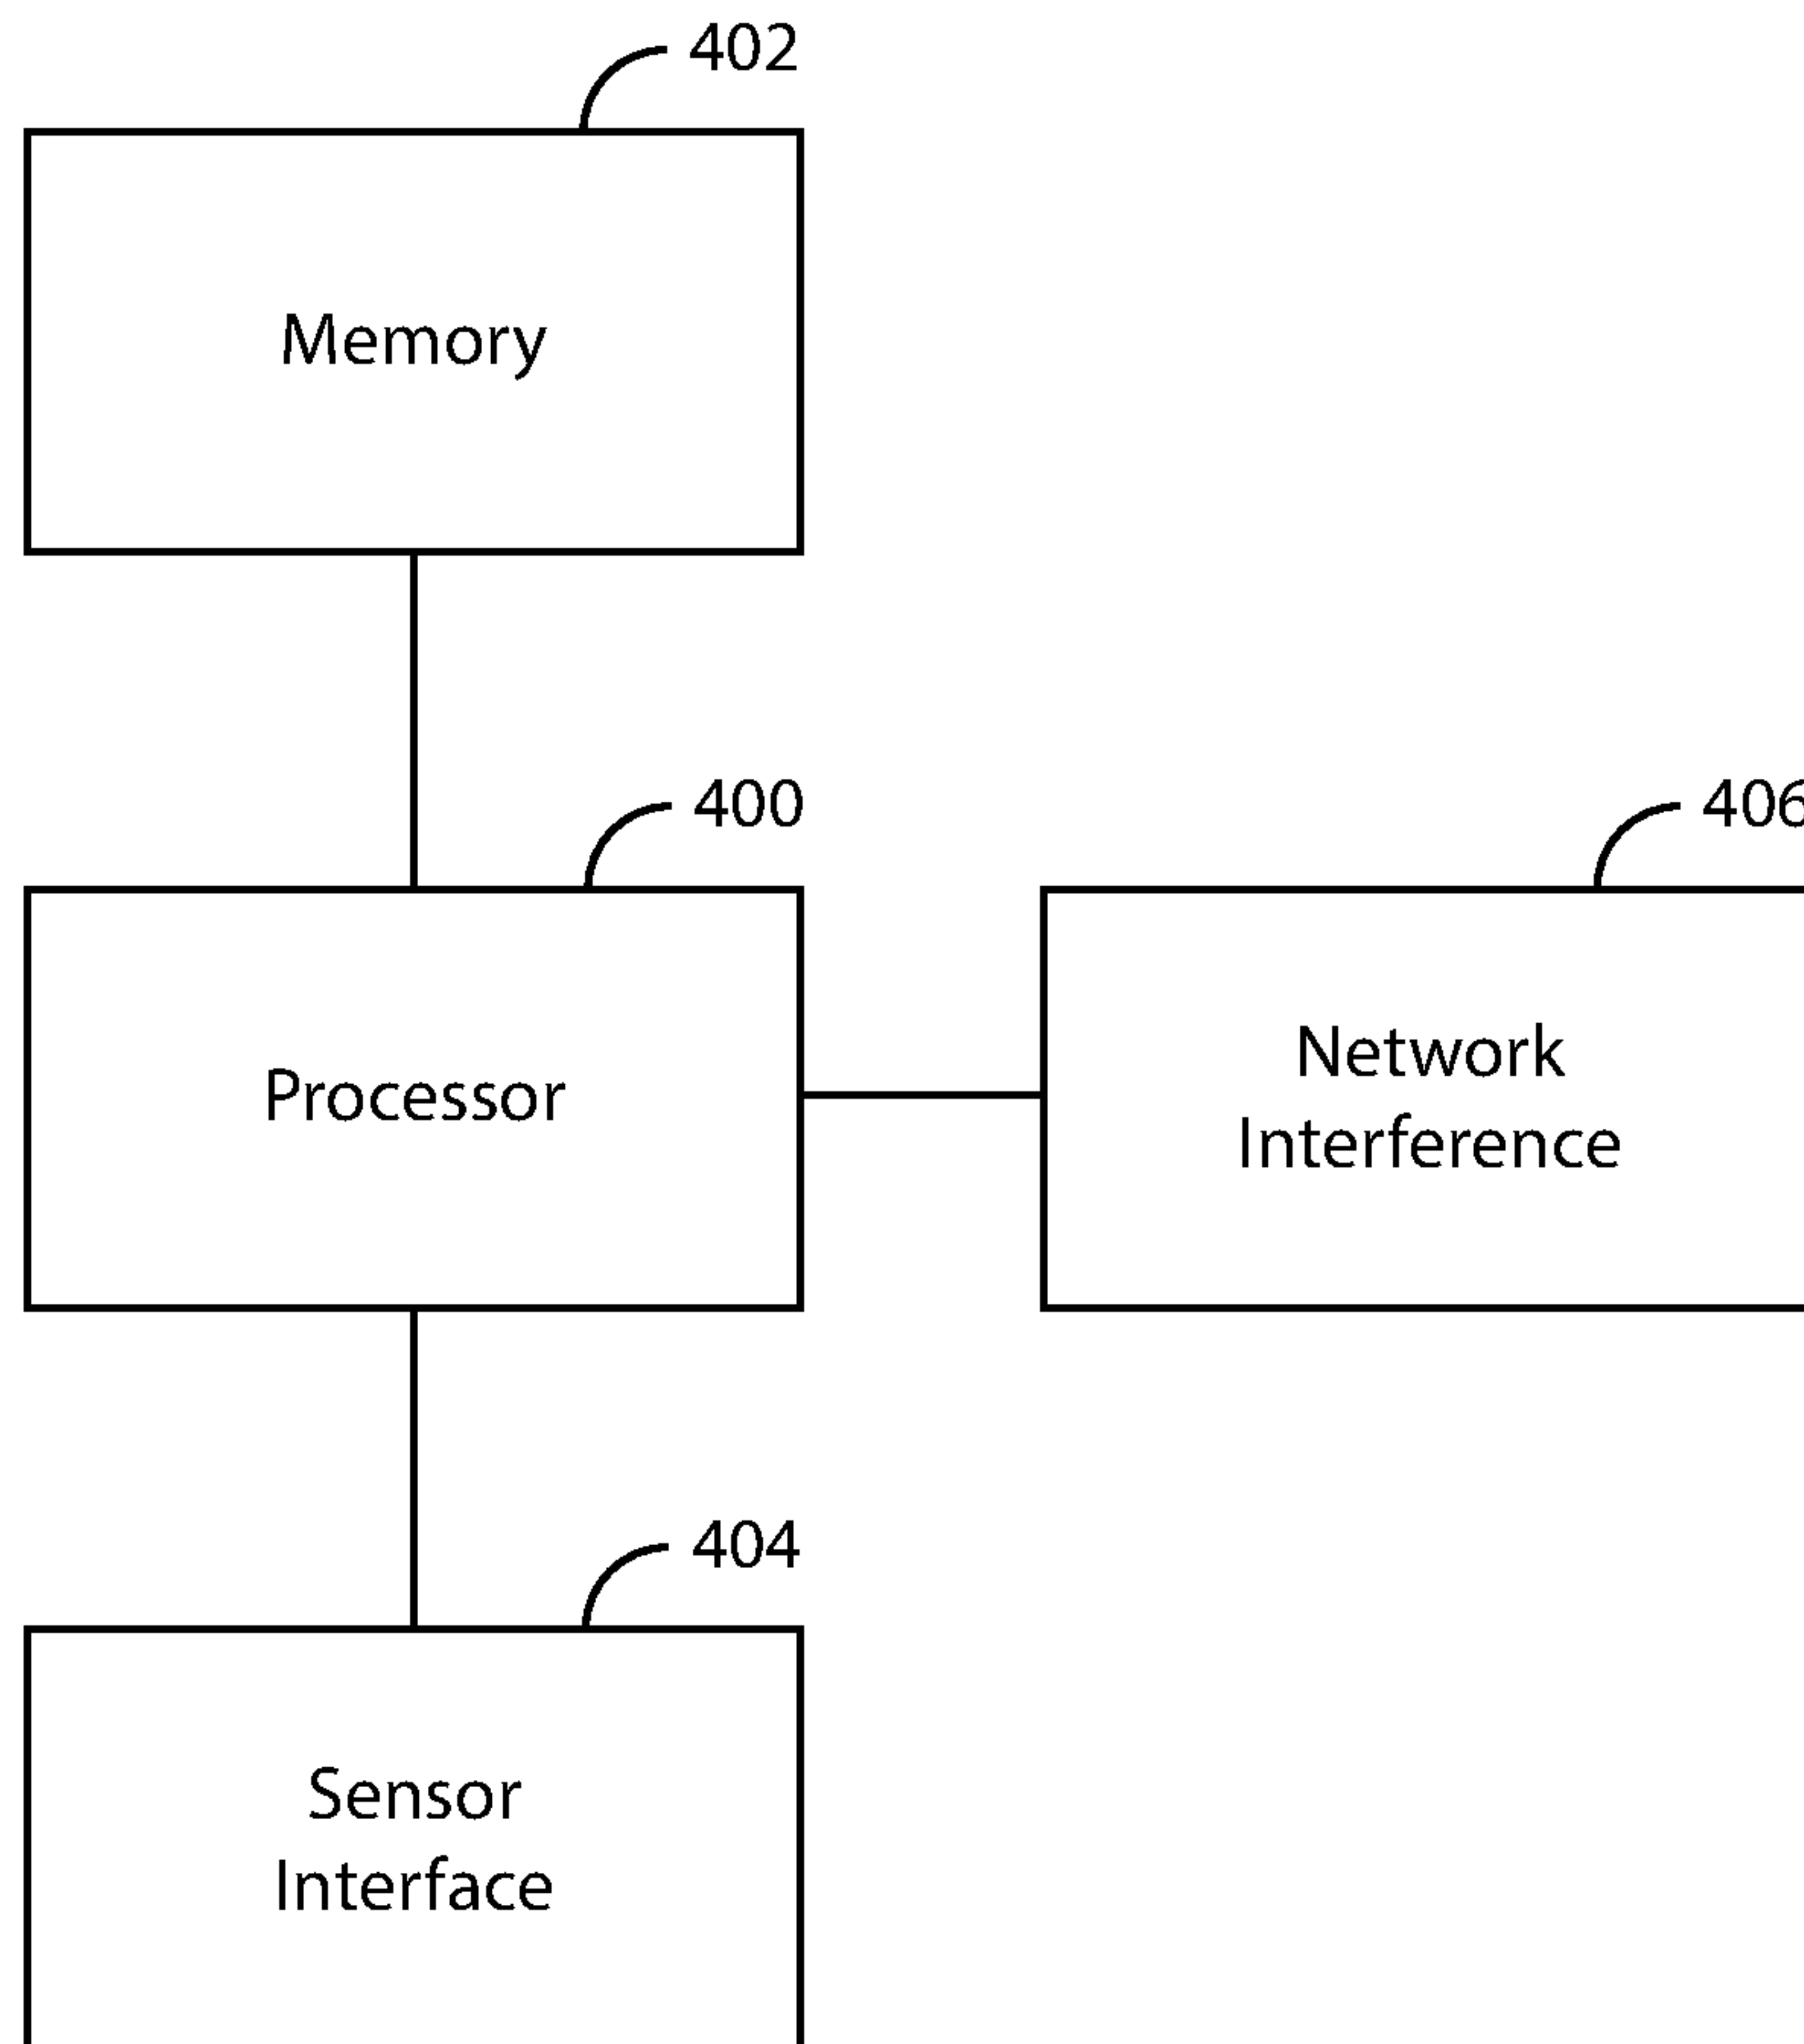 402
Memory
400
406
Processor
Network
Interference
404
Sensor
Interface